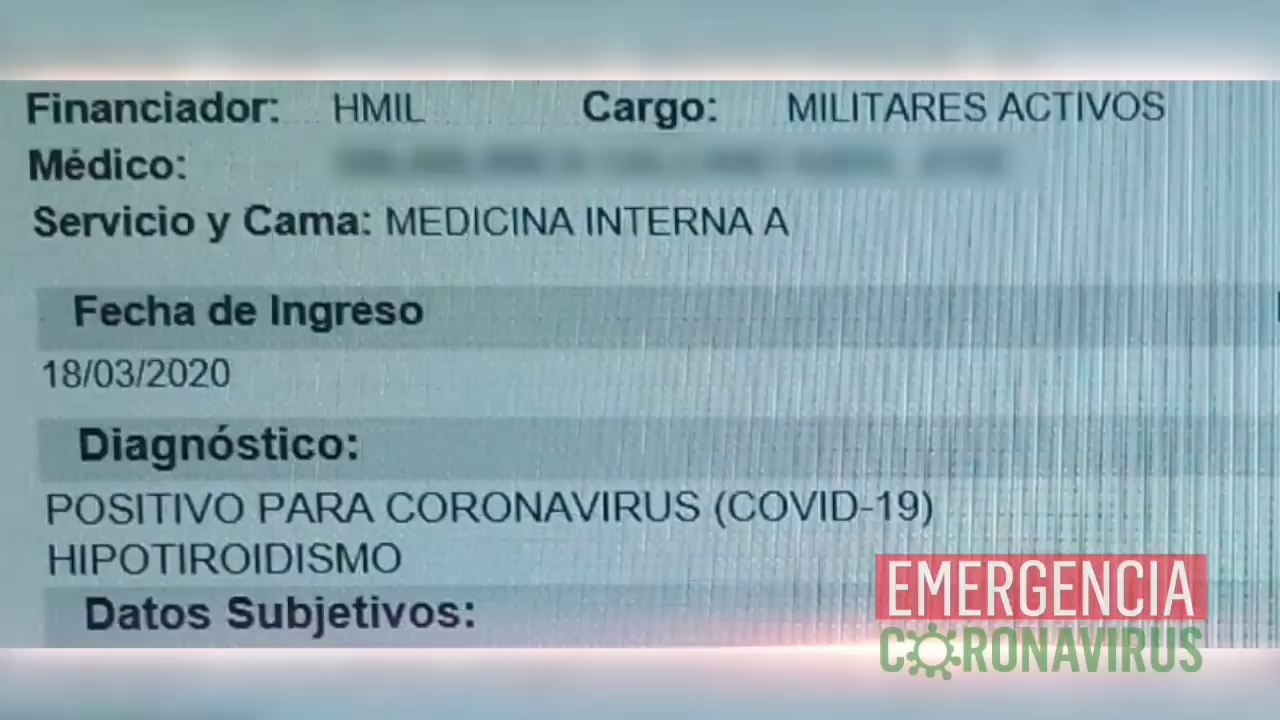 Financiador: HMIL Cargo: MILITARES ACTIVOS
Médico:
Servicio y Cama: MEDICINA INTERNA A
Fecha de Ingreso
18/03/2020
Diagnóstico:
POSITIVO PARA CORONAVIRUS (COVID-19)
HIPOTIROIDISMO
Datos Subjetivos:
EMERGENCIA
CORONAVIRUS